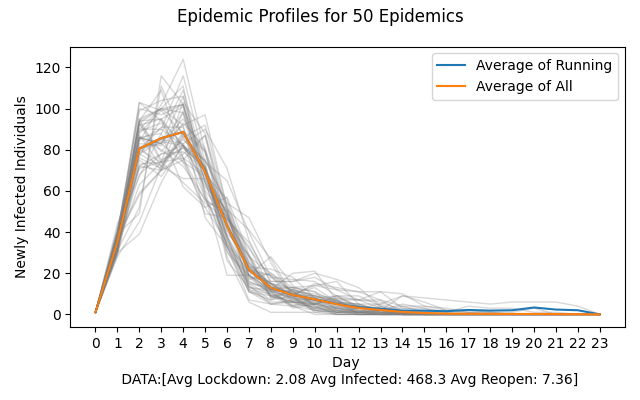 Epidemic Profiles for 50 Epidemics
Average of Running
Average of All
Newly Infected Individuals
120
100
80
60
40
20
0
0 1 2 3 4 5 6 7 8 9 10 11 12 13 14 15 16 17 18 19 20 21 22 23
Day
DATA:[Avg Lockdown: 2.08 Avg Infected: 468.3 Avg Reopen: 7.36]